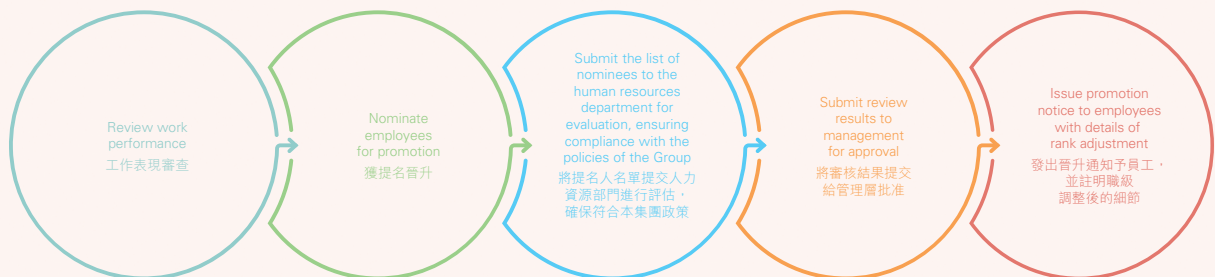 Review work
performance
工作表現審查
Nominate
employees
for promotion
獲提名晉升
Submit the list of
nominees to the
human resources
department for
evaluation, ensuring
compliance with the
policies of the Group
將提名人名單提交人力
資源部門進行評估，
確保符合本集團政策
Submit review
results to
management
for approval
將審核結果提交
給管理層批准
Issue promotion
notice to employees
with details of
rank adjustment
發出晉升通知予員工，
並註明職級
調整後的細節